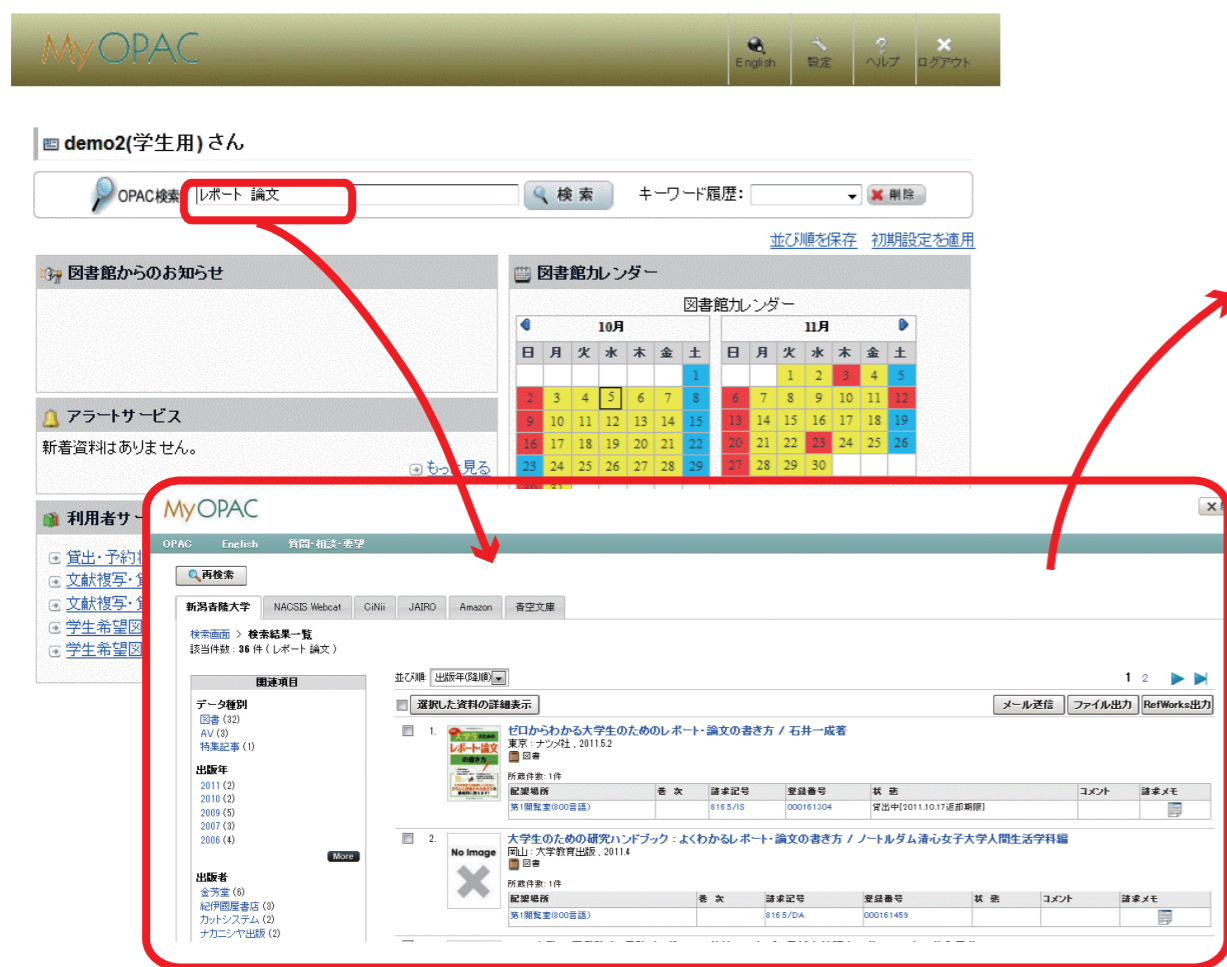 MyOPAC
English 設定 ヘルプ ログアウト
demo2(学生用)さん
OPAC検索 レポート 論文 検索 キーワード履歴: 削除
並び順を保存 初期設定を適用
図書館からのお知らせ
アラートサービス
新着資料はありません。
もっと見る
図書館カレンダー
図書館カレンダー
10月 11月
日 月 火 水 木 金 土 日 月 火 水 木 金 土
1 1 2 3 4 5
2 3 4 5 6 7 8 6 7 8 9 10 11 12
9 10 11 12 13 14 15 13 14 15 16 17 18 19
16 17 18 19 20 21 22 20 21 22 23 24 25 26
23 24 25 26 27 28 29 27 28 29 30
30 31
利用者サー
貸出・予約
文献複写・
文献複写・
学生希望図
学生希望図
MyOPAC
OPAC English 質問・相談・要望
再検索
新潟青陵大学 NACSIS Webcat CiNii JAIRO Amazon 青空文庫
検索画面 > 検索結果一覧
該当件数:36 件(レポート 論文)
関連項目
データ種別
図書 (32)
AV (3)
特集記事 (1)
出版年
2011 (2)
2010 (2)
2009 (5)
2007 (3)
2006 (4)
More
出版者
金芳堂 (6)
紀伊國屋書店 (3)
カットシステム (2)
ナカニシヤ出版 (2)
並び順: 出版年(降順) 1 2
選択した資料の詳細表示 メール送信 ファイル出力 RefWorks出力
1. ゼロからわかる大学生のためのレポート・論文の書き方 / 石井一成著
大学生のための
レポート・論文
の書き方
東京 : ナツメ社 , 2011.5.2
図書
所蔵件数:1件
配架場所 巻 次 請求記号 登録番号 状 態 コメント 請求メモ
第1閲覧室(800言語) 816.5/IS 000161304 貸出中[2011.10.17返却期限]
2. 大学生のための研究ハンドブック : よくわかるレポート・論文の書き方 / ノートルダム清心女子大学人間生活学科編
No Image
岡山 : 大学教育出版 , 2011.4
図書
所蔵件数:1件
配架場所 巻 次 請求記号 登録番号 状 態 コメント 請求メモ
第1閲覧室(800言語) 816.5/DA 000161453